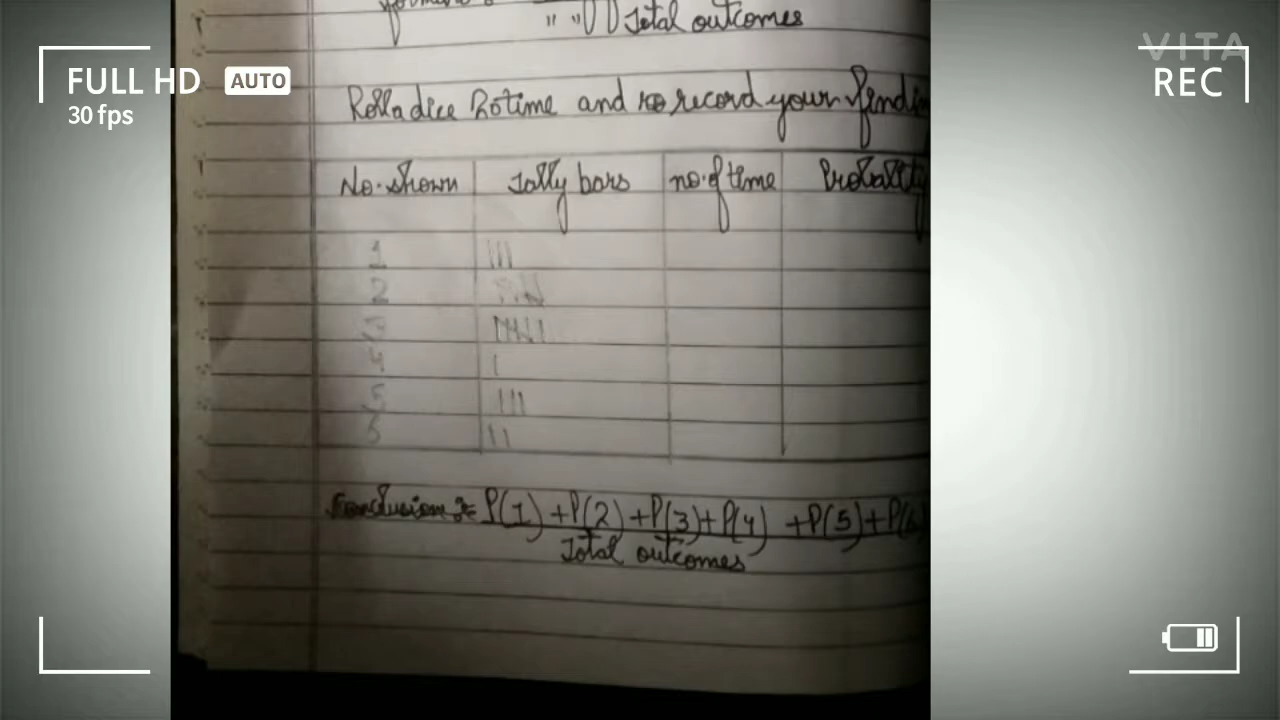 FULL HD AUTO
30 fps
VITA
REC
" " Total outcomes
Roll a dice 20 time and record your
No. shown Tally bars no. of time
1 |||
2
3
4 |
5 |||
6 ||
Conclusion := P(1) +P(2) +P(3)+P(4) +P(5)+P(6
Total outcomes